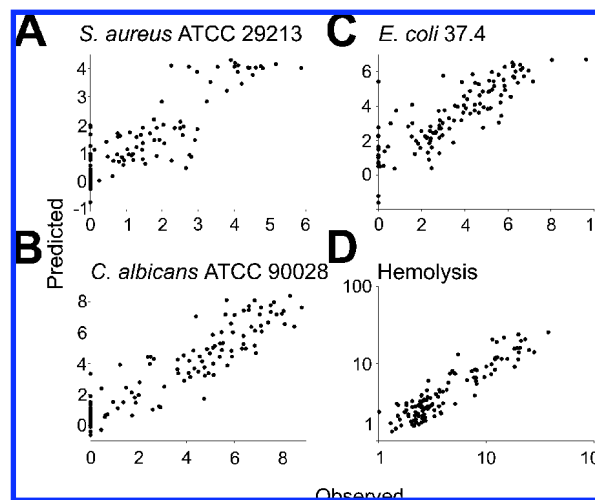 A
S. aureus ATCC 29213
4
3
2
1
0
-1
0 1 2 3 4 5 6
C
E. coli 37.4
6
4
2
0
0 2 4 6 8
Predicted
B
C. albicans ATCC 90028
8
6
4
2
0
0 2 4 6 8
D
Hemolysis
100
10
1
1 10
Observed